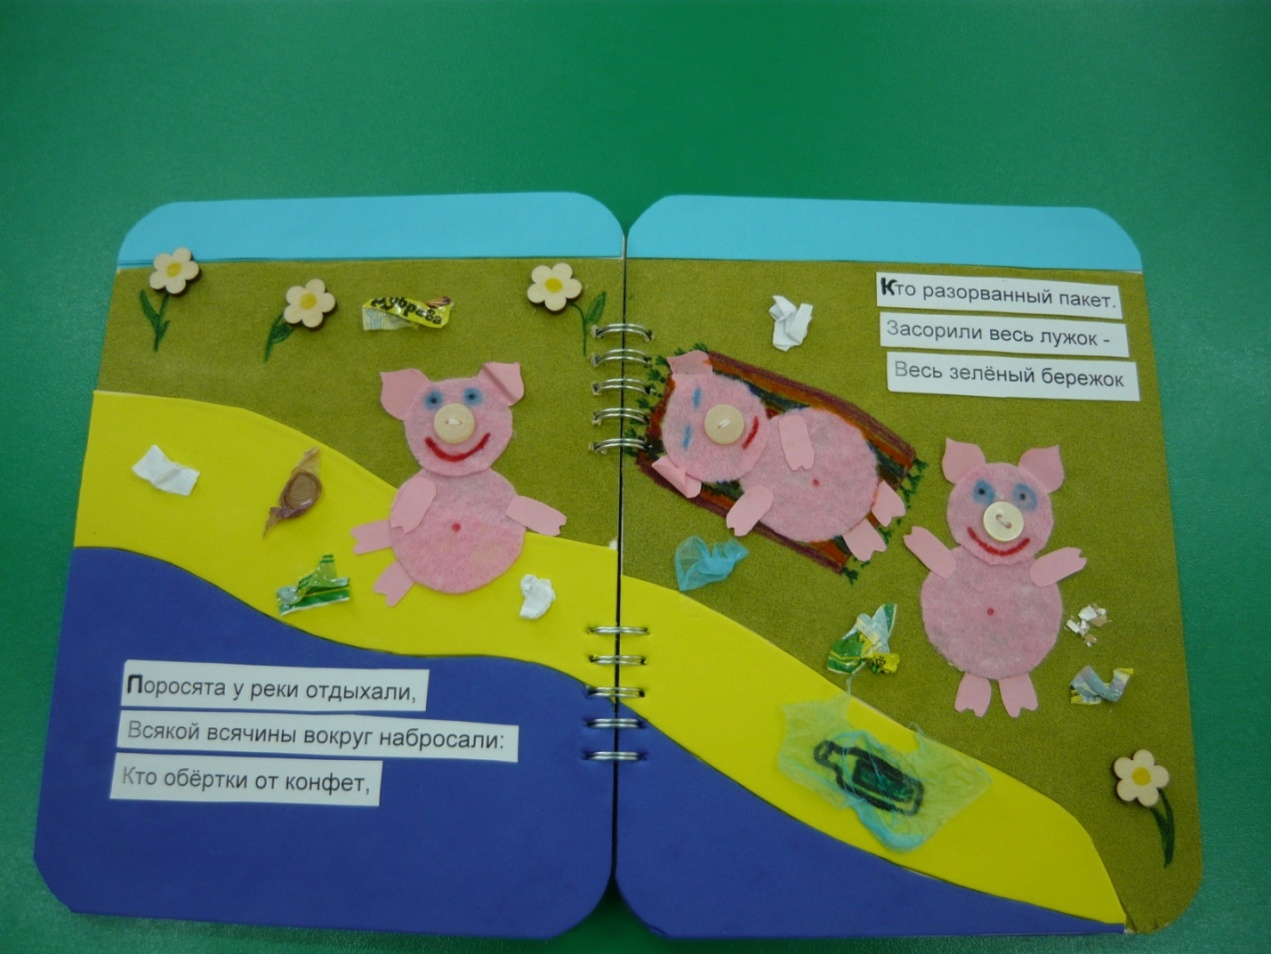 Поросята у реки отдыхали,
Всякой всячины вокруг набросали:
Кто обёртки от конфет,
Кто разорванный пакет.
Засорили весь лужок -
Весь зелёный бережок